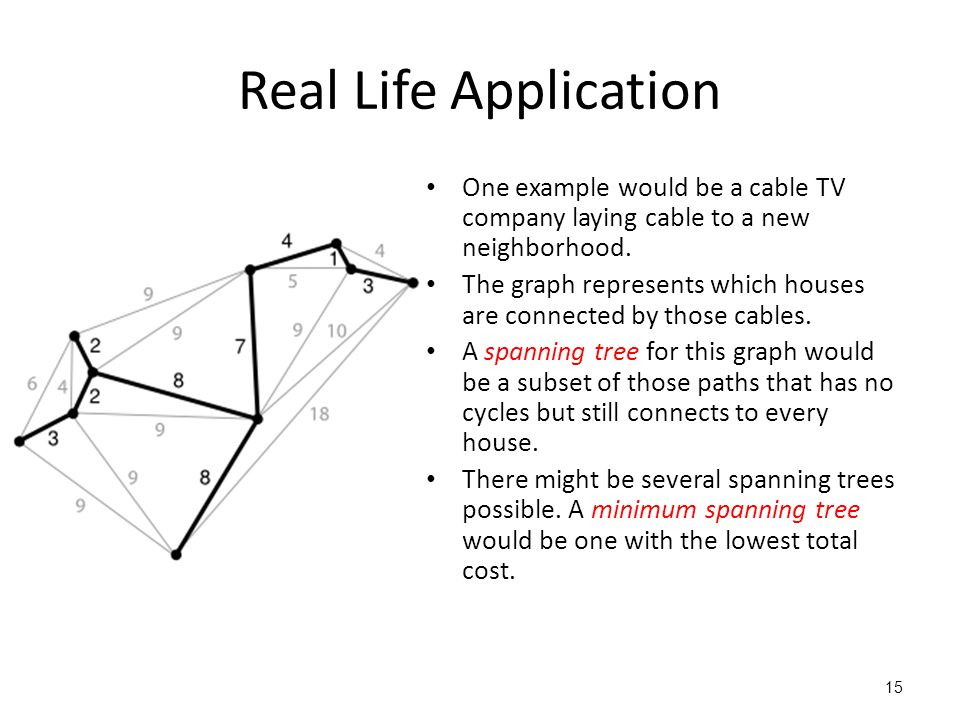 Real Life Application
• One example would be a cable TV
company laying cable to a new
neighborhood.
• The graph represents which houses
are connected by those cables.
• A spanning tree for this graph would
be a subset of those paths that has no
cycles but still connects to every
house.
• There might be several spanning trees
possible. A minimum spanning tree
would be one with the lowest total
cost.
4
1
4
5
3
9
9
9
10
7
2
8
6
4
2
18
3
9
8
9
9
15